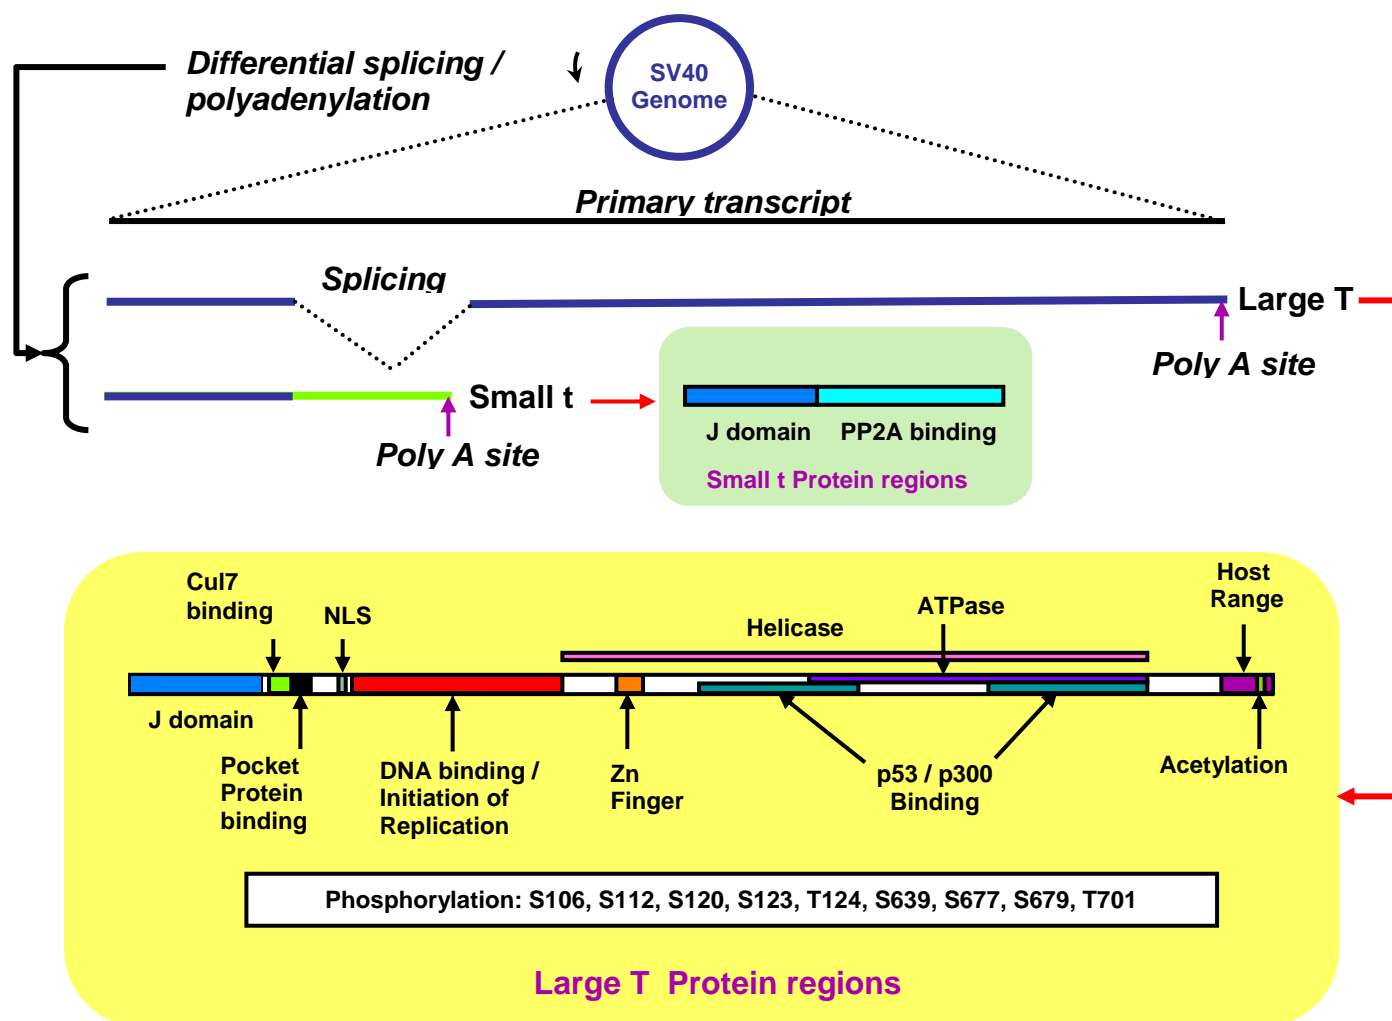 Differential splicing /
polyadenylation
SV40
Genome
Primary transcript
Splicing
Large T
Poly A site
Small t
Poly A site
J domain
PP2A binding
Small t Protein regions
Cul7
binding
NLS
Helicase
ATPase
Host
Range
J domain
Pocket
Protein
binding
DNA binding /
Initiation of
Replication
Zn
Finger
p53 / p300
Binding
Acetylation
Phosphorylation: S106, S112, S120, S123, T124, S639, S677, S679, T701
Large T Protein regions